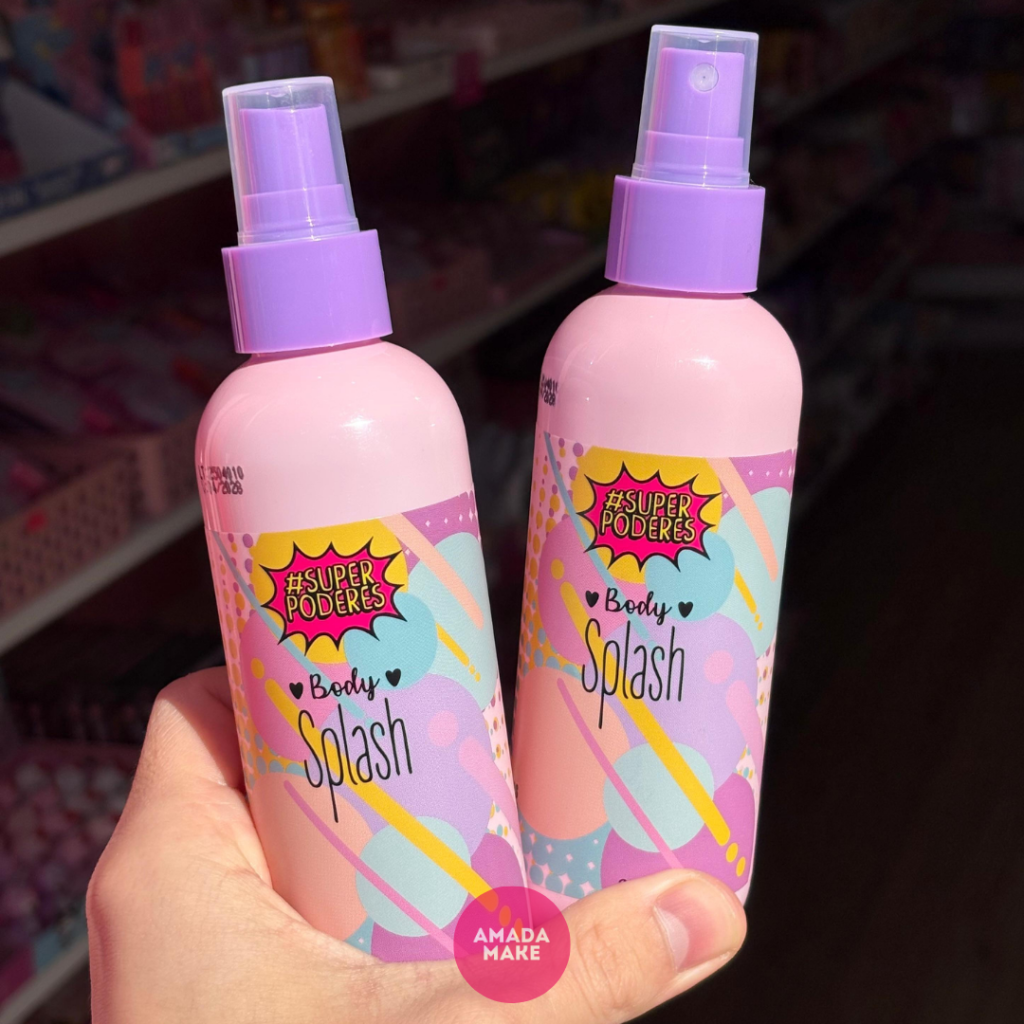 #SUPER
PODERES
Body
Splash
#SUPER
PODERES
Body
Splash
AMADA
MAKE